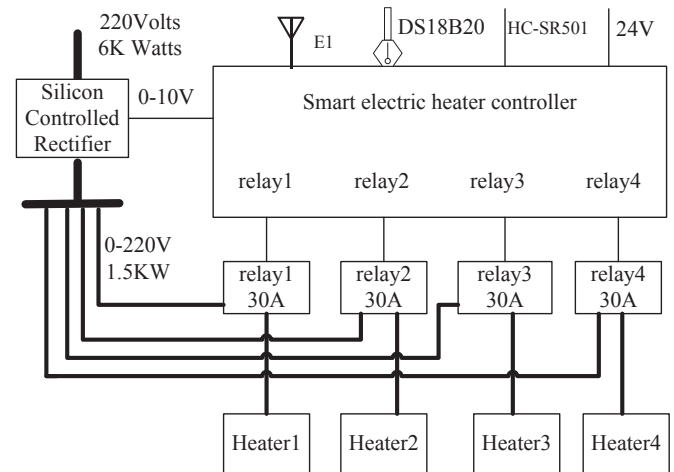 220Volts
6K Watts
E1
DS18B20
HC-SR501
24V
Silicon
Controlled
Rectifier
0-10V
Smart electric heater controller
relay1
relay2
relay3
relay4
0-220V
1.5KW
relay1
30A
relay2
30A
relay3
30A
relay4
30A
Heater1
Heater2
Heater3
Heater4